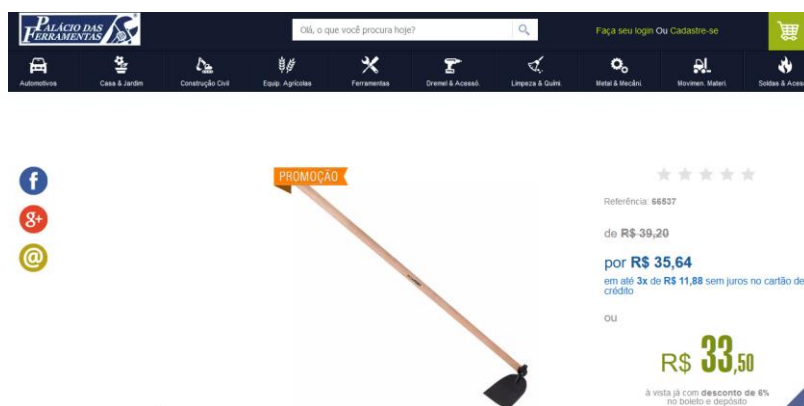 PALÁCIO DAS
FERRAMENTAS
Olá, o que você procura hoje?
Faça seu login Ou Cadastre-se
Automotivos
Casa & Jardim
Construção Civil
Equip. Agrícolas
Ferramentas
Dremel & Acessó.
Limpeza & Quími.
Metal & Mecâni.
Movimen. Materi.
Soldas & Aces
PROMOÇÃO
Referência: 66537
de R$ 39,20
por R$ 35,64
em até 3x de R$ 11,88 sem juros no cartão de
crédito
ou
R$ 33,50
à vista já com desconto de 6%
no boleto e depósito
f
g+
@